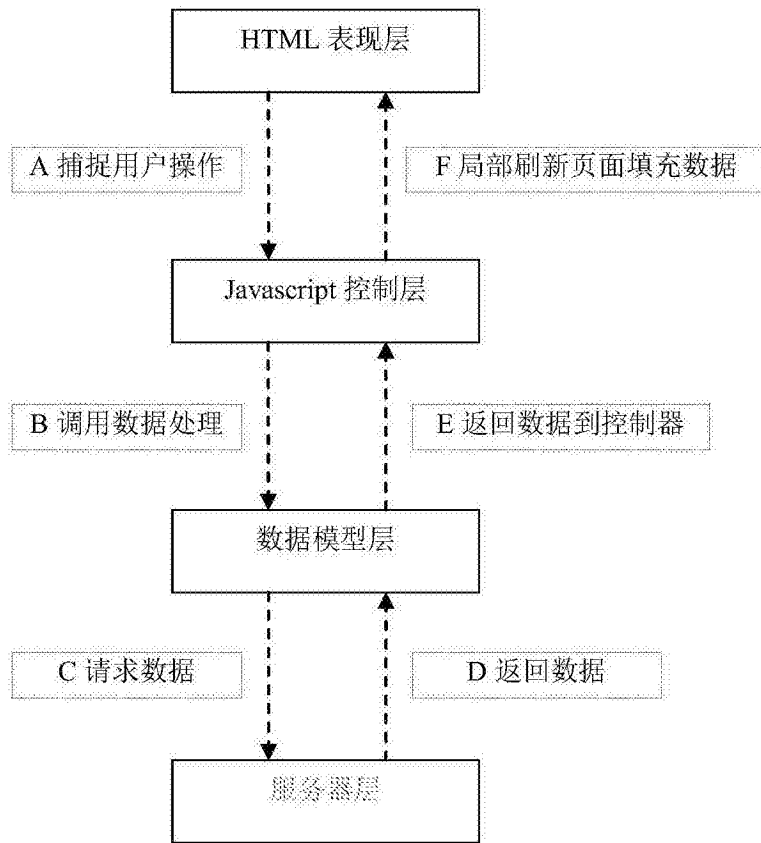 HTML 表现层
A 捕捉用户操作
F 局部刷新页面填充数据
Javascript 控制层
B 调用数据处理
E 返回数据到控制器
数据模型层
C 请求数据
D 返回数据
服务器层